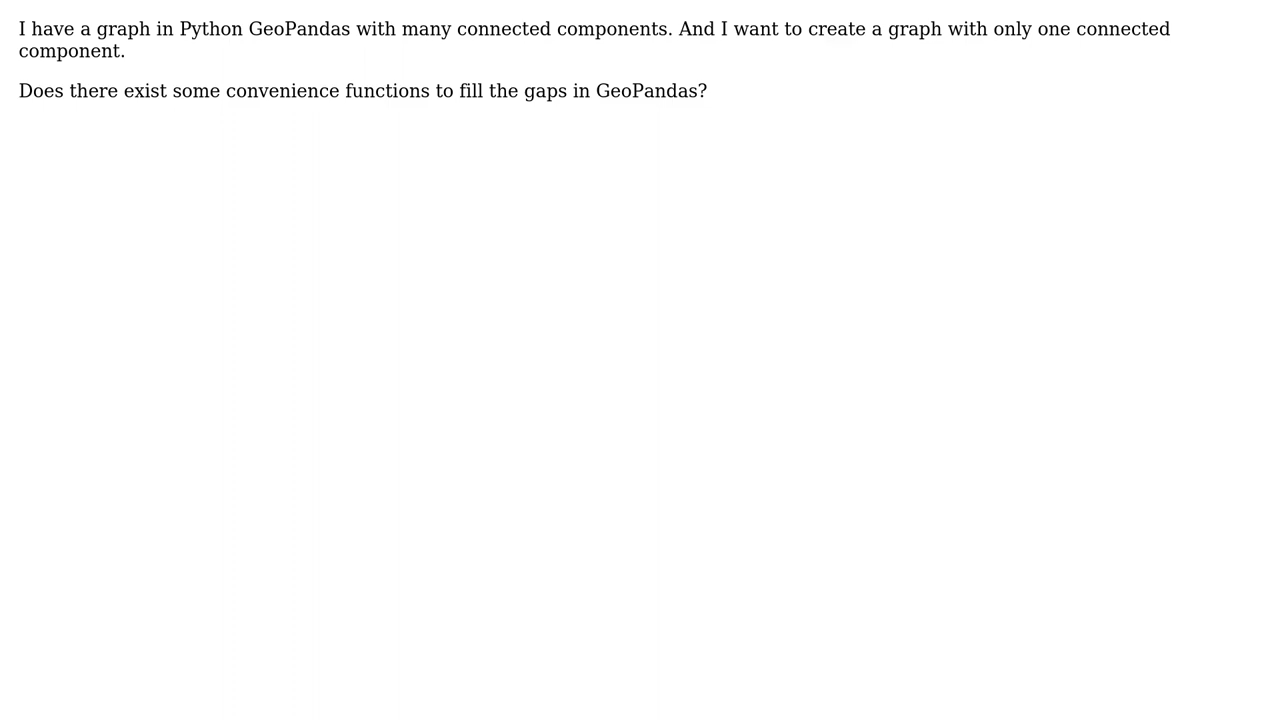 I have a graph in Python GeoPandas with many connected components. And I want to create a graph with only one connected
component.
Does there exist some convenience functions to fill the gaps in GeoPandas?